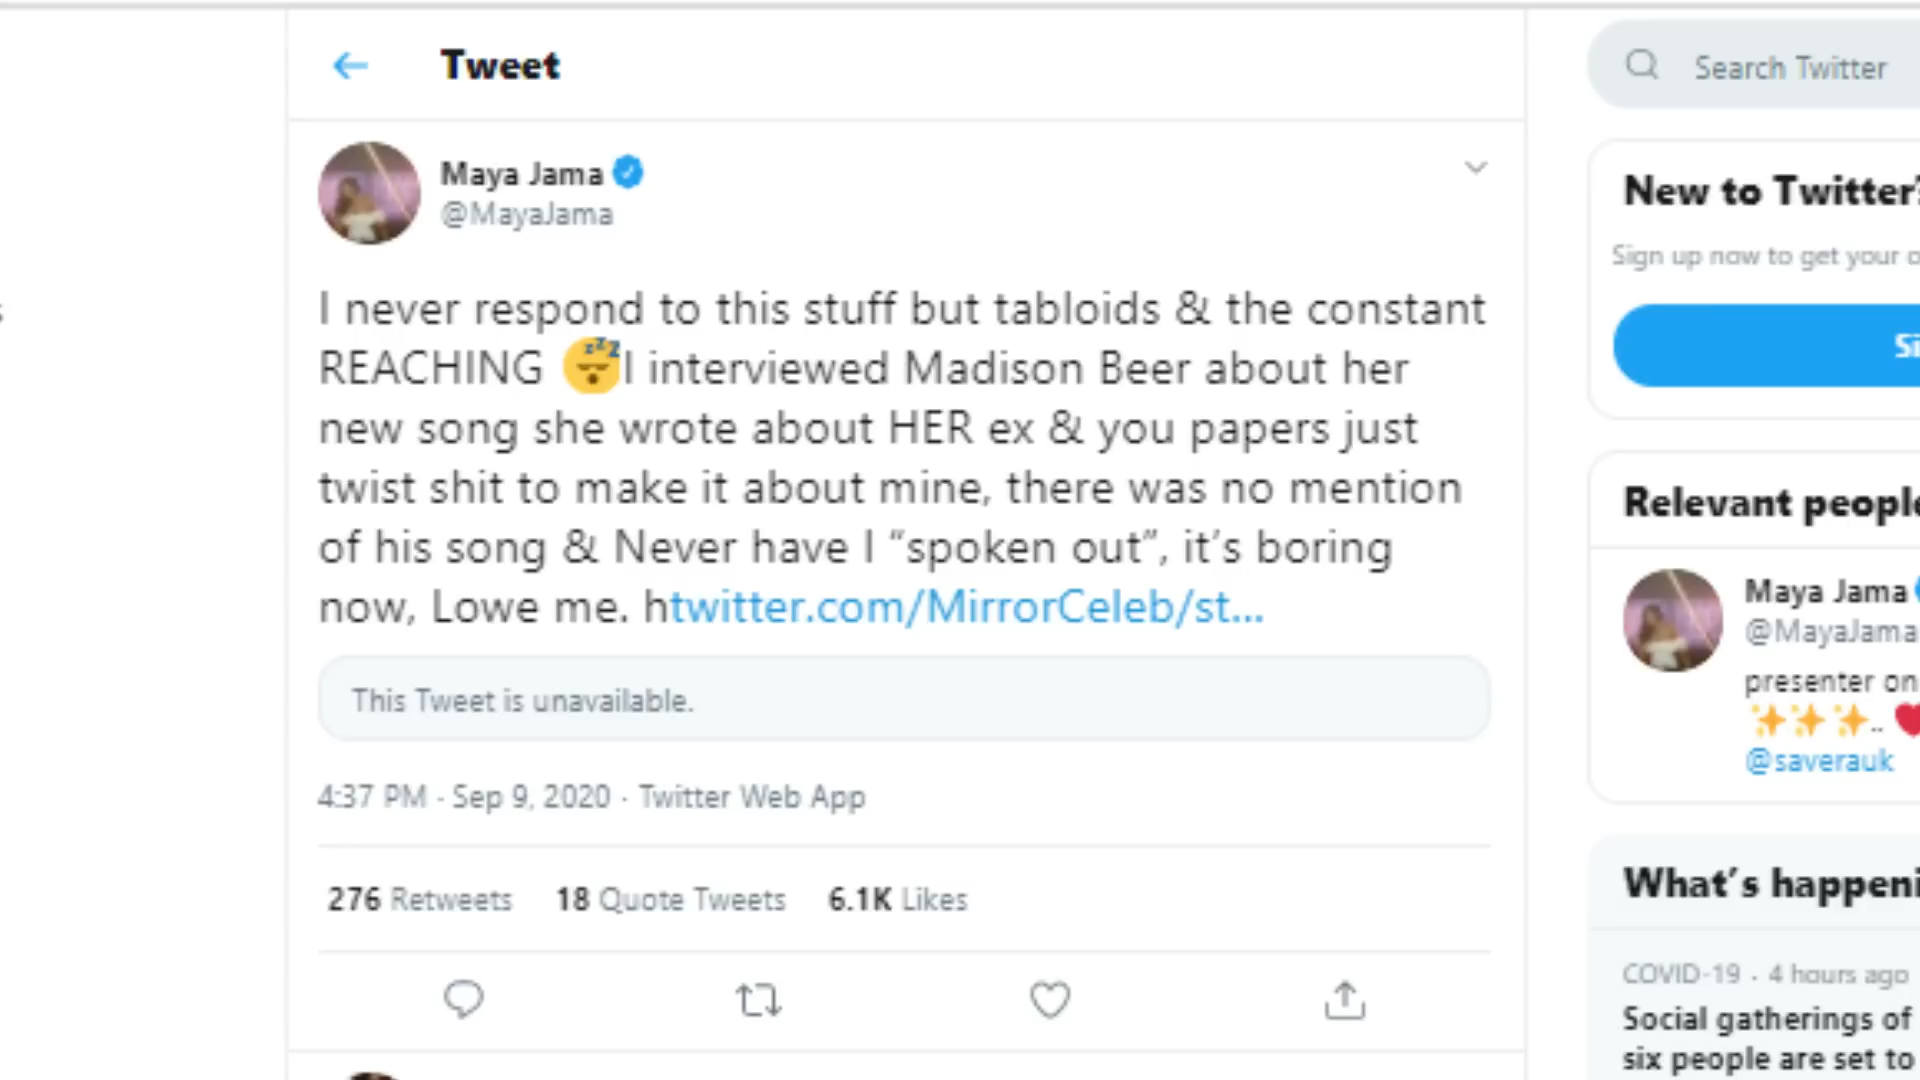 Tweet
Search Twitter
Maya Jama
@MayaJama
I never respond to this stuff but tabloids & the constant
REACHING 😴I interviewed Madison Beer about her
new song she wrote about HER ex & you papers just
twist shit to make it about mine, there was no mention
of his song & Never have I “spoken out”, it’s boring
now, Lowe me. htwitter.com/MirrorCeleb/st...
This Tweet is unavailable.
4:37 PM · Sep 9, 2020 · Twitter Web App
276 Retweets 18 Quote Tweets 6.1K Likes
New to Twitter?
Sign up now to get your o
Si
Relevant people
Maya Jama
@MayaJama
presenter on
✨✨✨.. ❤
@saverauk
What’s happeni
COVID-19 · 4 hours ago
Social gatherings of
six people are set to